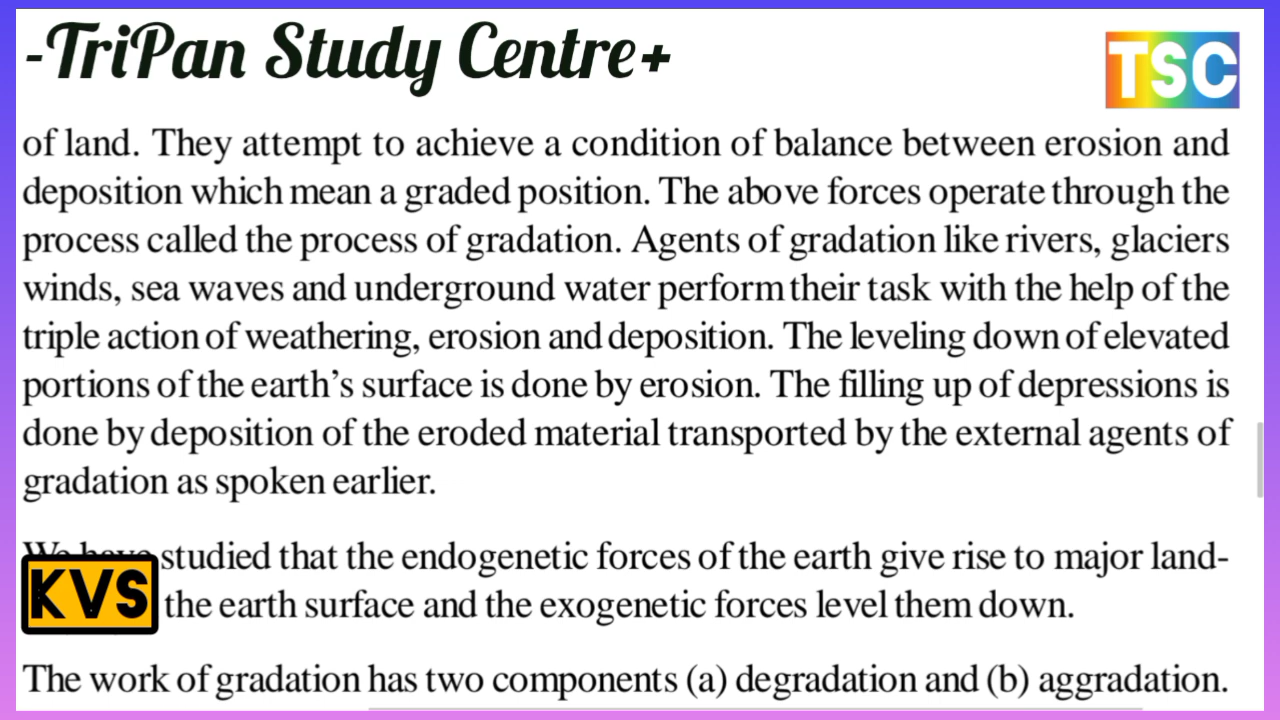 -TriPan Study Centre+
TSC
of land. They attempt to achieve a condition of balance between erosion and
deposition which mean a graded position. The above forces operate through the
process called the process of gradation. Agents of gradation like rivers, glaciers
winds, sea waves and underground water perform their task with the help of the
triple action of weathering, erosion and deposition. The leveling down of elevated
portions of the earth’s surface is done by erosion. The filling up of depressions is
done by deposition of the eroded material transported by the external agents of
gradation as spoken earlier.
We have studied that the endogenetic forces of the earth give rise to major land-
KVS the earth surface and the exogenetic forces level them down.
The work of gradation has two components (a) degradation and (b) aggradation.